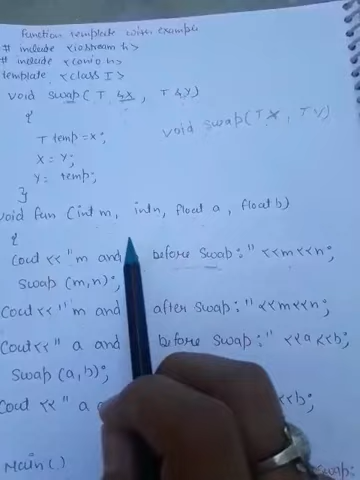 Function template with example
# include <iostream.h>
# include <conio.h>
template <class T>
void swap( T &x, T &y)
void swap( T x, T y)
{
T temp = x;
x = y;
y = temp;
}
void fun (int m, int n, float a, float b)
{
cout << "m and before swap:" << m << n;
swap (m,n);
cout << "m and after swap:" << m << n;
cout << " a and before swap:" << a << b;
swap (a,b);
cout << " a << b;
Main()
swap: